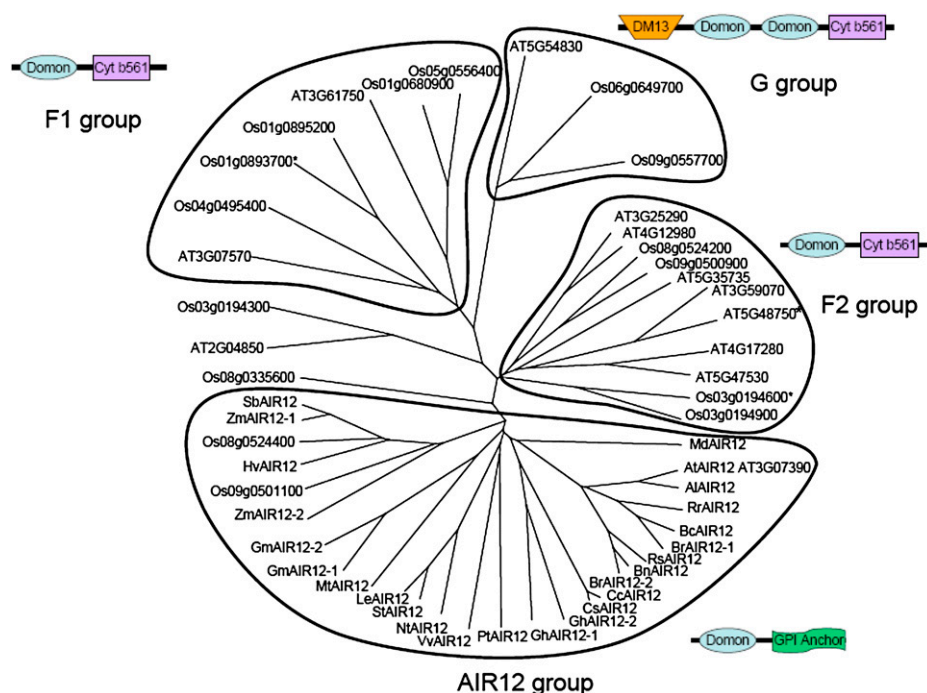 DM13 Domon Domon Cyt b561
G group
Domon Cyt b561
F1 group
AT5G54830
Os06g0649700
Os09g0557700
Os05g0556400
Os01g0680900
AT3G61750
Os01g0895200
Os01g0893700*
Os04g0495400
AT3G07570
Os03g0194300
AT2G04850
Os08g0335600
Domon Cyt b561
F2 group
AT3G25290
AT4G12980
Os08g0524200
Os09g0500900
AT5G35735
AT3G59070
AT5G48750*
AT4G17280
AT5G47530
Os03g0194600*
Os03g0194900
SbAIR12
ZmAIR12-1
Os08g0524400
HvAIR12
Os09g0501100
ZmAIR12-2
GmAIR12-2
GmAIR12-1
MtAIR12
LeAIR12
StAIR12
NtAIR12
VvAIR12
PtAIR12
GhAIR12-1
GhAIR12-2
CsAIR12
CcAIR12
BrAIR12-2
BnAIR12
RsAIR12
BrAIR12-1
BcAIR12
RrAIR12
AlAIR12
AtAIR12 AT3G07390
MdAIR12
Domon GPI Anchor
AIR12 group